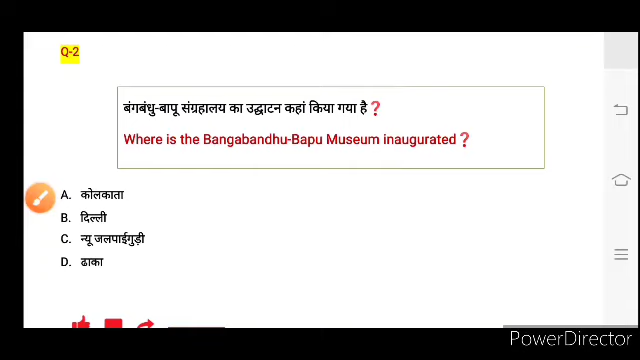 Q-2
बंगबंधु-बापू संग्रहालय का उद्घाटन कहां किया गया है❓
Where is the Bangabandhu-Bapu Museum inaugurated❓
A. कोलकाता
B. दिल्ली
C. न्यू जलपाईगुड़ी
D. ढाका
PowerDirector